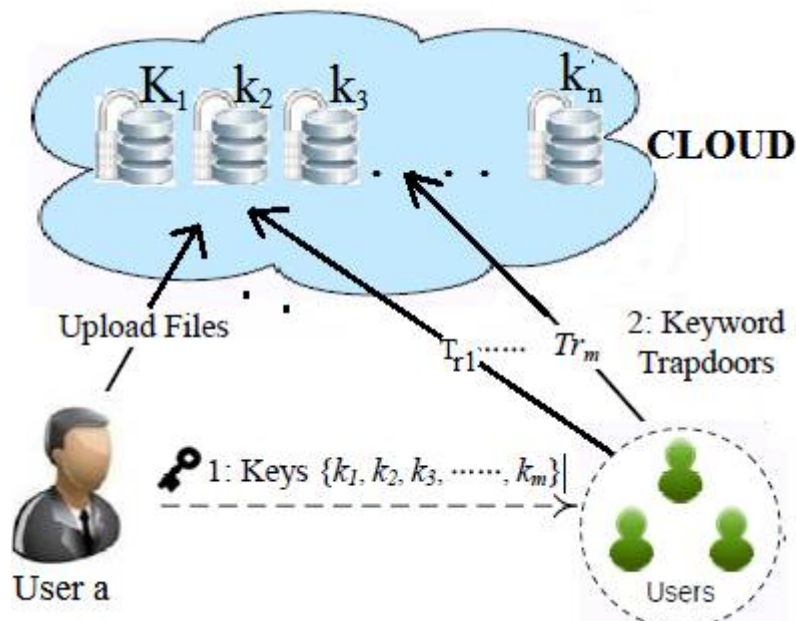 K₁ k₂ k₃ kₙ
. . . . .
CLOUD
Upload Files
2: Keyword
Trapdoors
Tr1 ...... Trₘ
1: Keys {k₁, k₂, k₃, ......, kₘ}|
User a
Users